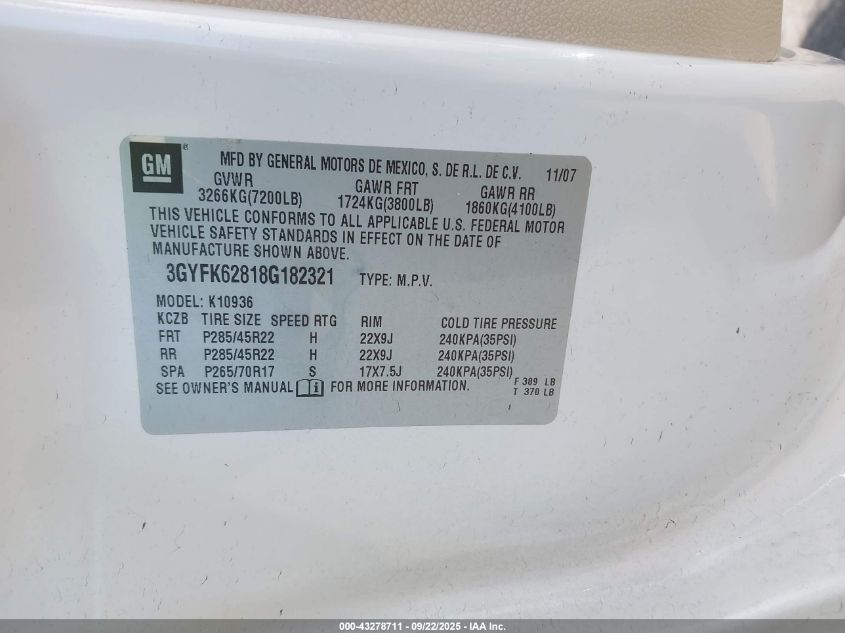 GM ® MFD BY GENERAL MOTORS DE MEXICO, S. DE R.L. DE C.V. 11/07
GVWR GAWR FRT GAWR RR
3266KG(7200LB) 1724KG(3800LB) 1860KG(4100LB)
THIS VEHICLE CONFORMS TO ALL APPLICABLE U.S. FEDERAL MOTOR
VEHICLE SAFETY STANDARDS IN EFFECT ON THE DATE OF
MANUFACTURE SHOWN ABOVE.
3GYFK62818G182321 TYPE: M.P.V.
MODEL: K10936
KCZB TIRE SIZE SPEED RTG RIM COLD TIRE PRESSURE
FRT P285/45R22 H 22X9J 240KPA(35PSI)
RR P285/45R22 H 22X9J 240KPA(35PSI)
SPA P265/70R17 S 17X7.5J 240KPA(35PSI)
SEE OWNER'S MANUAL i FOR MORE INFORMATION. F 389 LB
T 370 LB
000-43278711 - 09/22/2025 - IAA Inc.